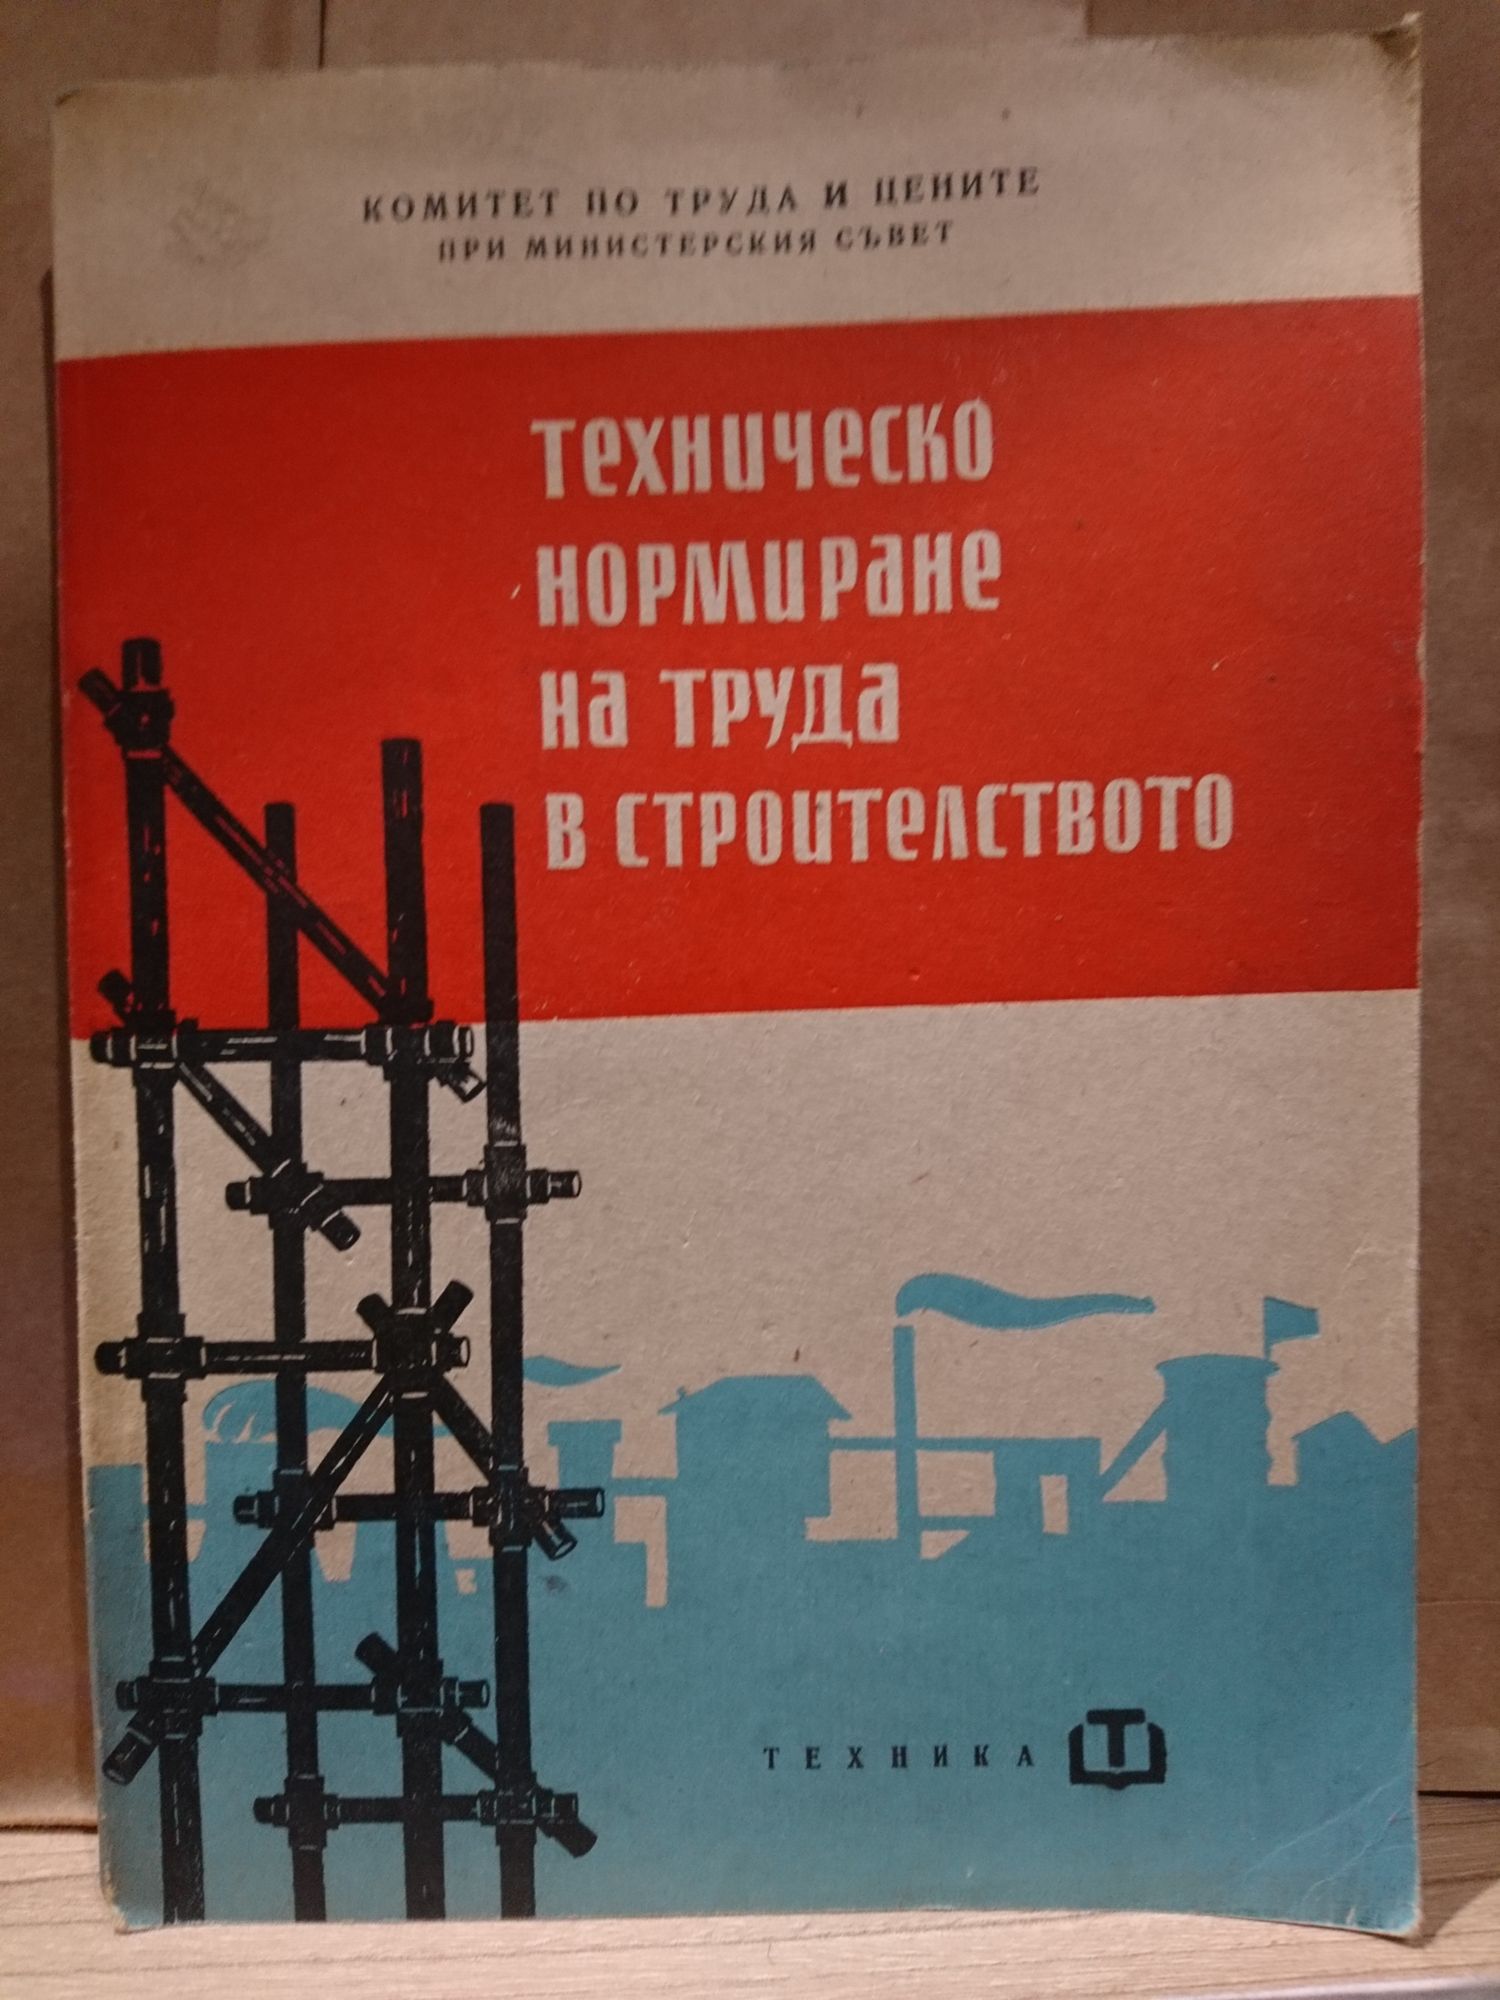 КОМИТЕТ ПО ТРУДА И ЦЕНИТЕ
ПРИ МИНИСТЕРСКИЯ СЪВЕТ
ТЕХНИЧЕСКО
НОРМИРАНЕ
НА ТРУДА
В СТРОИТЕЛСТВОТО
ТЕХНИКА Т